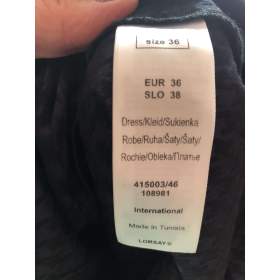 size 36
EUR 36
SLO 38
Dress/Kleid/Sukienka
Robe/Ruha/Šaty/Šaty/
Rochie/Obleka/Платье
415003/46
108981
International
Made in Tunisia
LOMSAY©